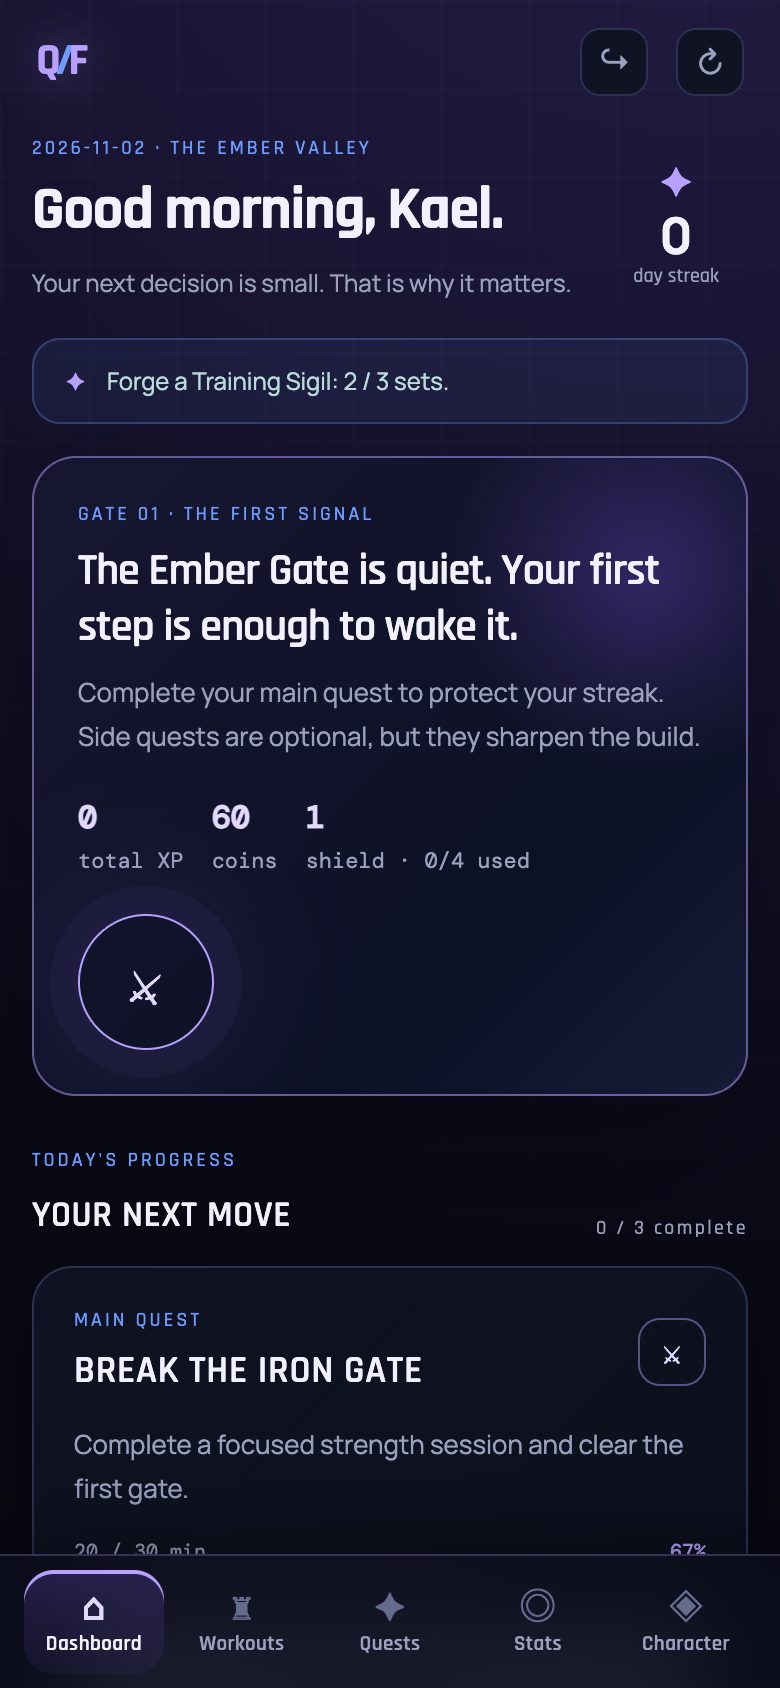 Q/F
2026-11-02 · THE EMBER VALLEY
Good morning, Kael.
Your next decision is small. That is why it matters.
0
day streak
Forge a Training Sigil: 2 / 3 sets.
GATE 01 · THE FIRST SIGNAL
The Ember Gate is quiet. Your first
step is enough to wake it.
Complete your main quest to protect your streak.
Side quests are optional, but they sharpen the build.
0 60 1
total XP coins shield · 0/4 used
TODAY'S PROGRESS
YOUR NEXT MOVE
0 / 3 complete
MAIN QUEST
BREAK THE IRON GATE
Complete a focused strength session and clear the
first gate.
20 / 30 min 67%
Dashboard Workouts Quests Stats Character